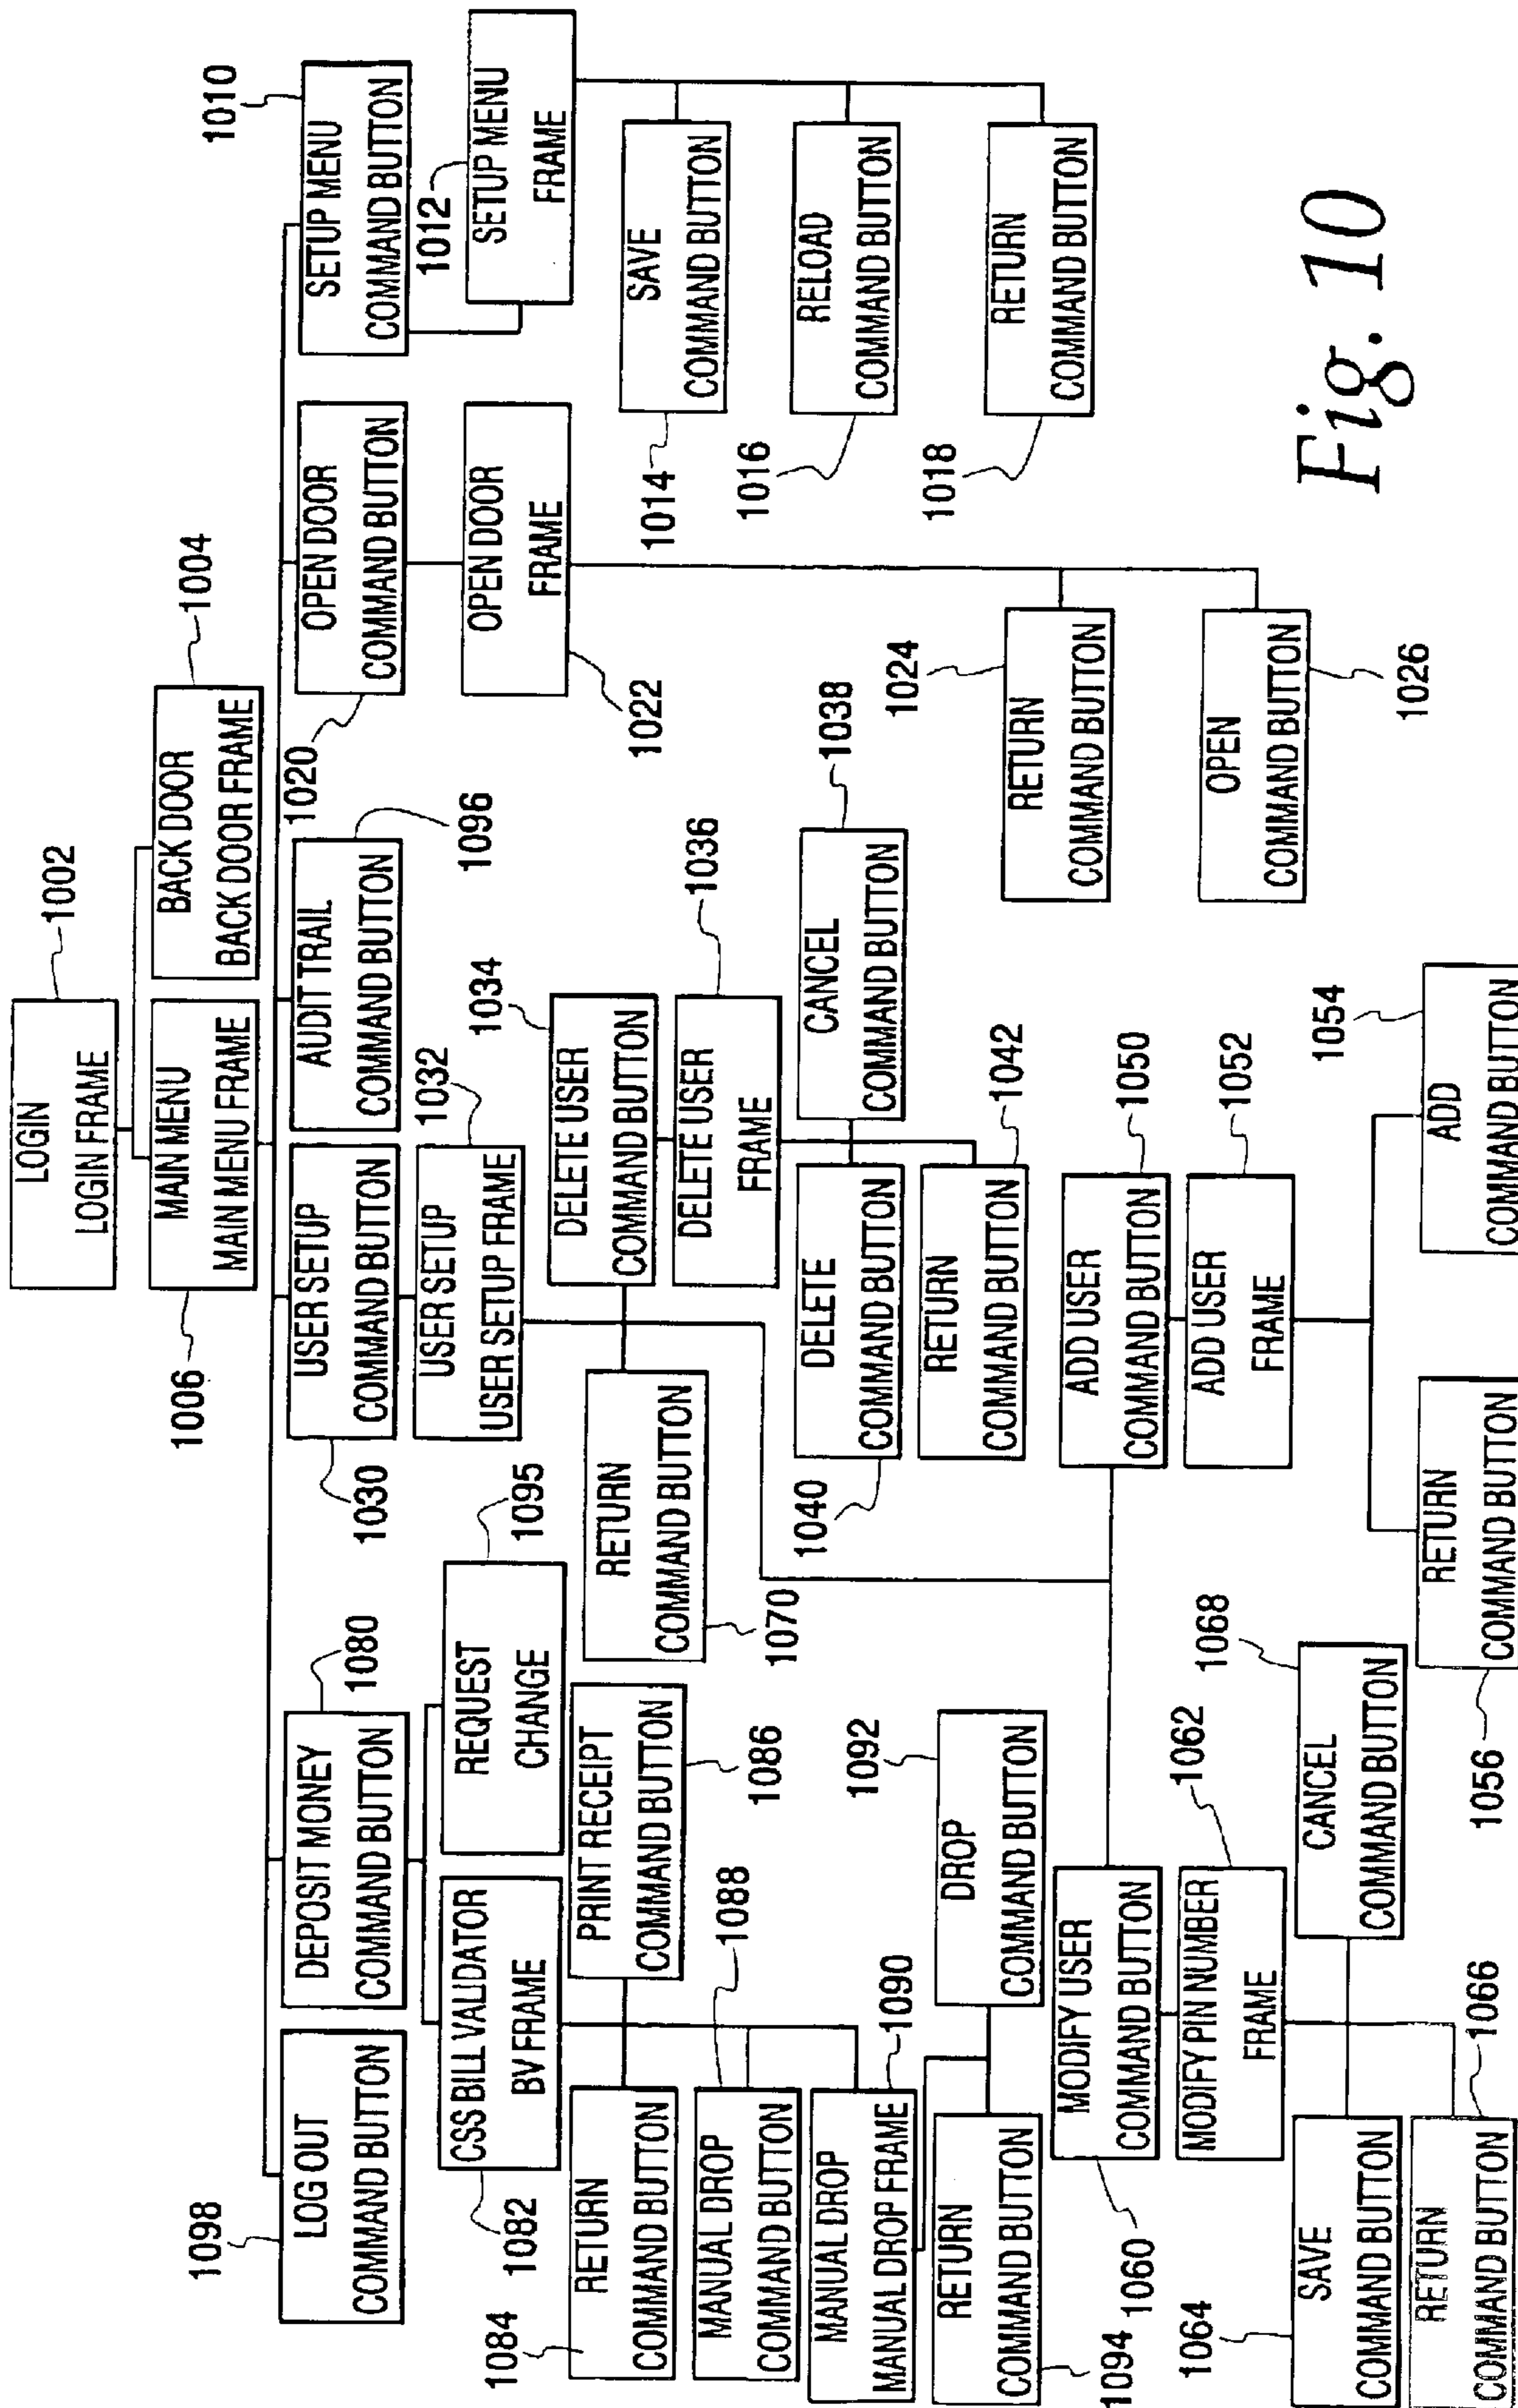 LOGIN
LOGIN FRAME
1002
MAIN MENU
MAIN MENU FRAME
1006
BACK DOOR
BACK DOOR FRAME
1004
LOG OUT
COMMAND BUTTON
1098
DEPOSIT MONEY
COMMAND BUTTON
1080
USER SETUP
COMMAND BUTTON
1030
AUDIT TRAIL
COMMAND BUTTON
1096
OPEN DOOR
COMMAND BUTTON
1020
SETUP MENU
COMMAND BUTTON
1010
CSS BILL VALIDATOR
BV FRAME
1082
REQUEST
CHANGE
1095
USER SETUP
USER SETUP FRAME
1032
OPEN DOOR
FRAME
1022
SETUP MENU
FRAME
1012
RETURN
COMMAND BUTTON
1084
PRINT RECEIPT
COMMAND BUTTON
1086
RETURN
COMMAND BUTTON
1070
DELETE USER
COMMAND BUTTON
1034
SAVE
COMMAND BUTTON
1014
MANUAL DROP
COMMAND BUTTON
1088
DELETE USER
FRAME
1036
MANUAL DROP
MANUAL DROP FRAME
1090
DELETE
COMMAND BUTTON
1040
CANCEL
COMMAND BUTTON
1038
RELOAD
COMMAND BUTTON
1016
RETURN
COMMAND BUTTON
1094
DROP
COMMAND BUTTON
1092
RETURN
COMMAND BUTTON
1042
RETURN
COMMAND BUTTON
1024
RETURN
COMMAND BUTTON
1018
MODIFY USER
COMMAND BUTTON
1060
ADD USER
COMMAND BUTTON
1050
MODIFY PIN NUMBER
FRAME
1062
ADD USER
FRAME
1052
OPEN
COMMAND BUTTON
1026
SAVE
COMMAND BUTTON
1064
CANCEL
COMMAND BUTTON
1068
RETURN
COMMAND BUTTON
1066
RETURN
COMMAND BUTTON
1056
ADD
COMMAND BUTTON
1054
Fig. 10